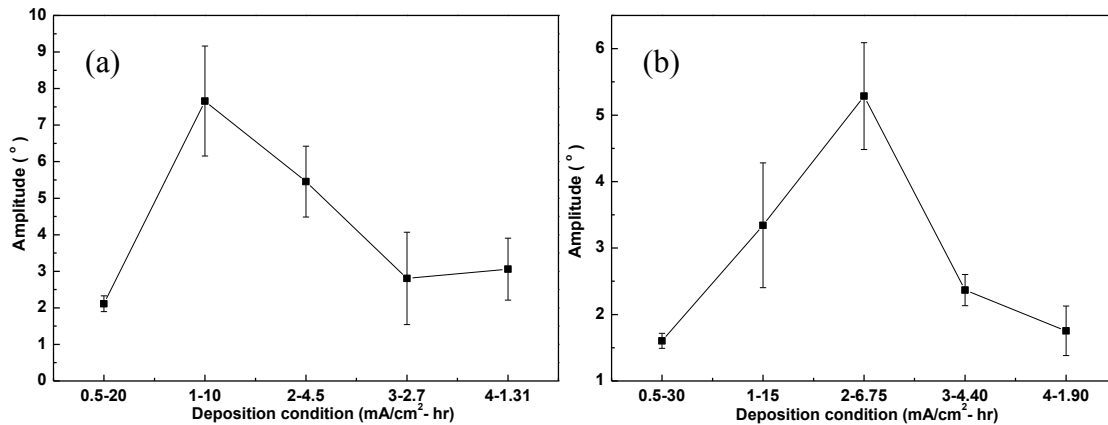 (a)
Amplitude ( ° )
10
9
8
7
6
5
4
3
2
1
0
0.5-20 1-10 2-4.5 3-2.7 4-1.31
Deposition condition (mA/cm²- hr)
(b)
Amplitude ( ° )
6
5
4
3
2
1
0.5-30 1-15 2-6.75 3-4.40 4-1.90
Deposition condition (mA/cm²- hr)